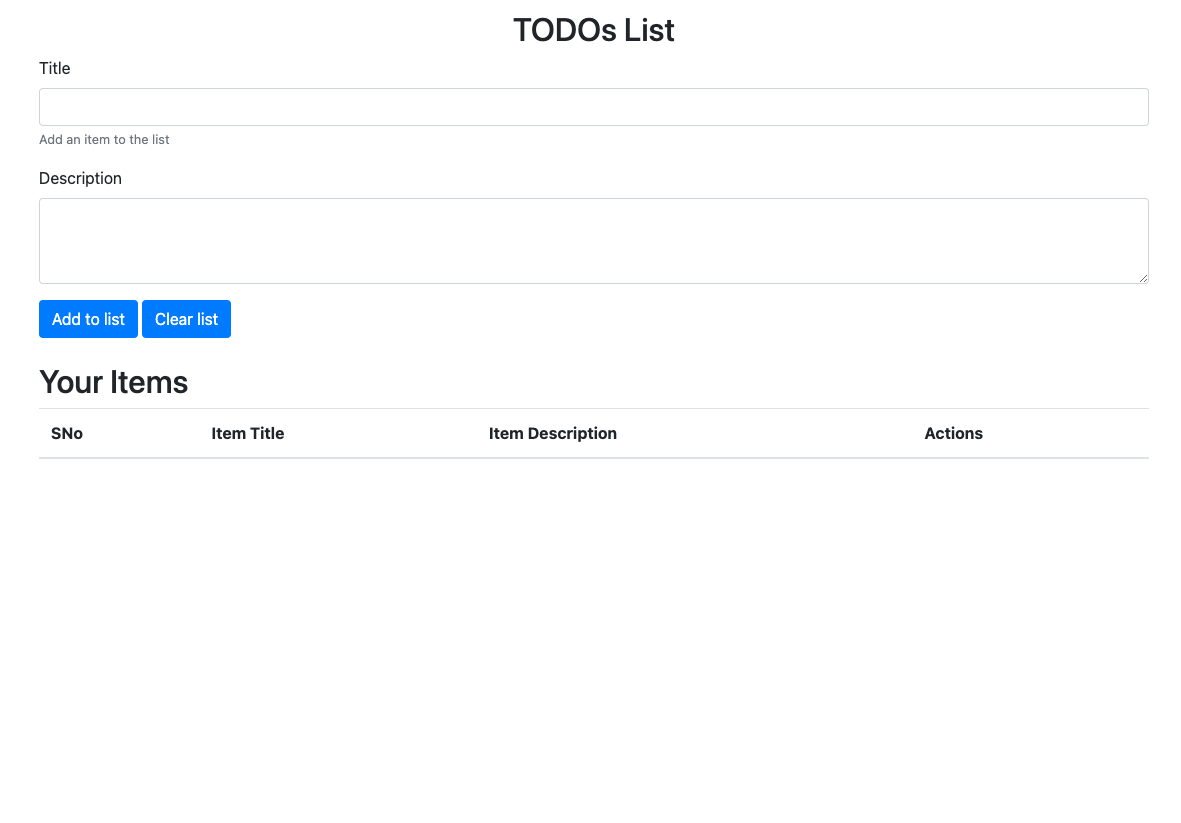 TODOs List
Title
Add an item to the list
Description
Add to list Clear list
Your Items
SNo Item Title Item Description Actions